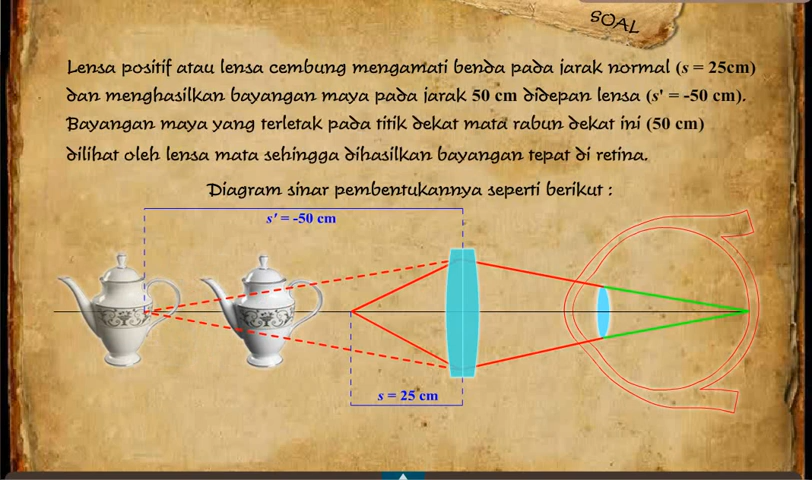 SOAL
Lensa positif atau lensa cembung mengamati benda pada jarak normal (s = 25cm)
dan menghasilkan bayangan maya pada jarak 50 cm didepan lensa (s' = -50 cm).
Bayangan maya yang terletak pada titik dekat mata rabun dekat ini (50 cm)
dilihat oleh lensa mata sehingga dihasilkan bayangan tepat di retina.
Diagram sinar pembentukannya seperti berikut :
s' = -50 cm
s = 25 cm